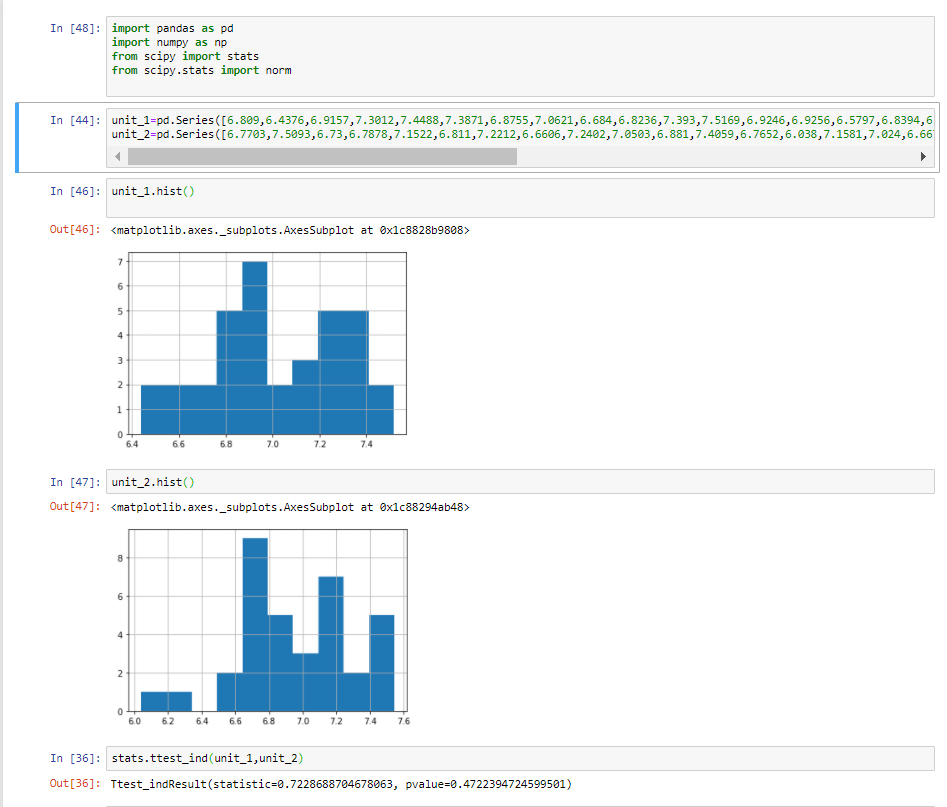 In [48]: import pandas as pd
import numpy as np
from scipy import stats
from scipy.stats import norm
In [44]: unit_1=pd.Series([6.809,6.4376,6.9157,7.3012,7.4488,7.3871,6.8755,7.0621,6.684,6.8236,7.393,7.5169,6.9246,6.9256,6.5797,6.8394,6
unit_2=pd.Series([6.7703,7.5093,6.73,6.7878,7.1522,6.811,7.2212,6.6606,7.2402,7.0503,6.881,7.4059,6.7652,6.038,7.1581,7.024,6.66
In [46]: unit_1.hist()
Out[46]: <matplotlib.axes._subplots.AxesSubplot at 0x1c8828b9808>
7
6
5
4
3
2
1
0
6.4 6.6 6.8 7.0 7.2 7.4
In [47]: unit_2.hist()
Out[47]: <matplotlib.axes._subplots.AxesSubplot at 0x1c88294ab48>
8
6
4
2
0
6.0 6.2 6.4 6.6 6.8 7.0 7.2 7.4 7.6
In [36]: stats.ttest_ind(unit_1,unit_2)
Out[36]: Ttest_indResult(statistic=0.7228688704678063, pvalue=0.4722394724599501)